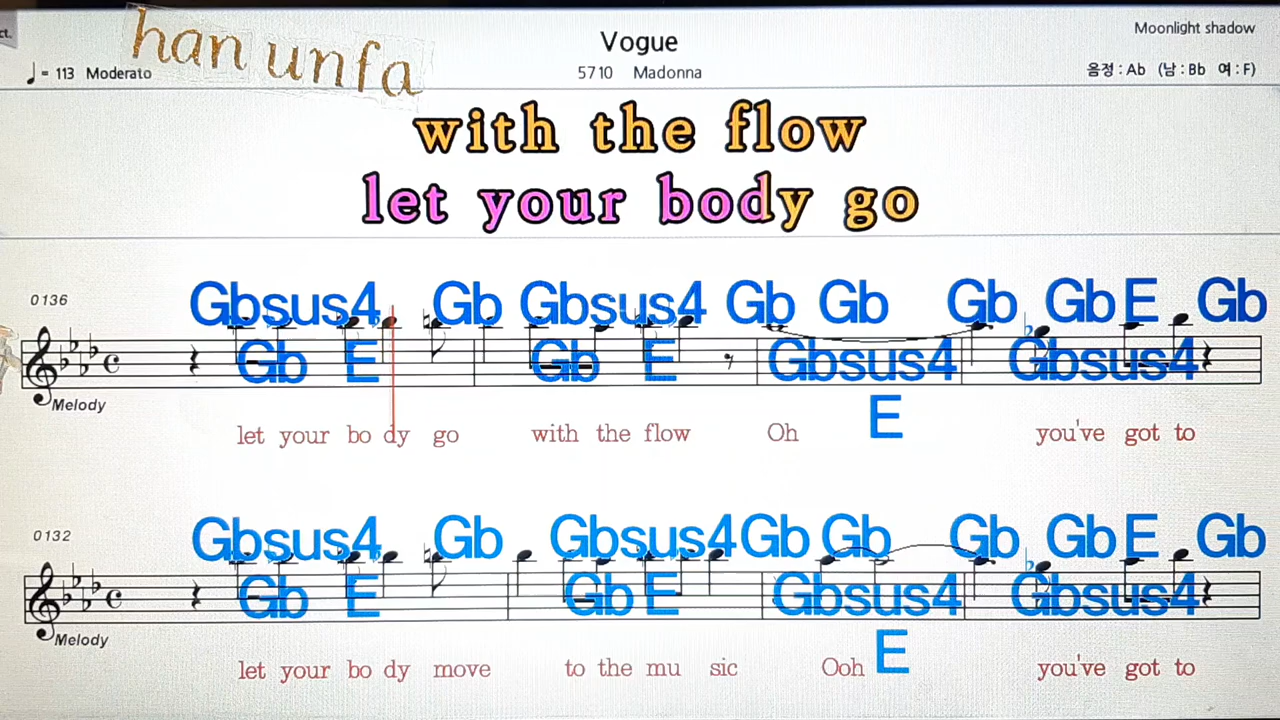 ct.
han unfa
Vogue
Moonlight shadow
♩ = 113 Moderato
5710 Madonna
음정 : Ab (남 : Bb 여 : F)
with the flow
let your body go
0136
Gbsus4 Gb Gbsus4 Gb Gb Gb Gb E Gb
Gb E Gb E Gbsus4 Gbsus4
Melody
E
let your bo dy go with the flow Oh you've got to
0132
Gbsus4 Gb Gbsus4 Gb Gb Gb Gb E Gb
Gb E Gb E Gbsus4 Gbsus4
Melody
E
let your bo dy move to the mu sic Ooh you've got to